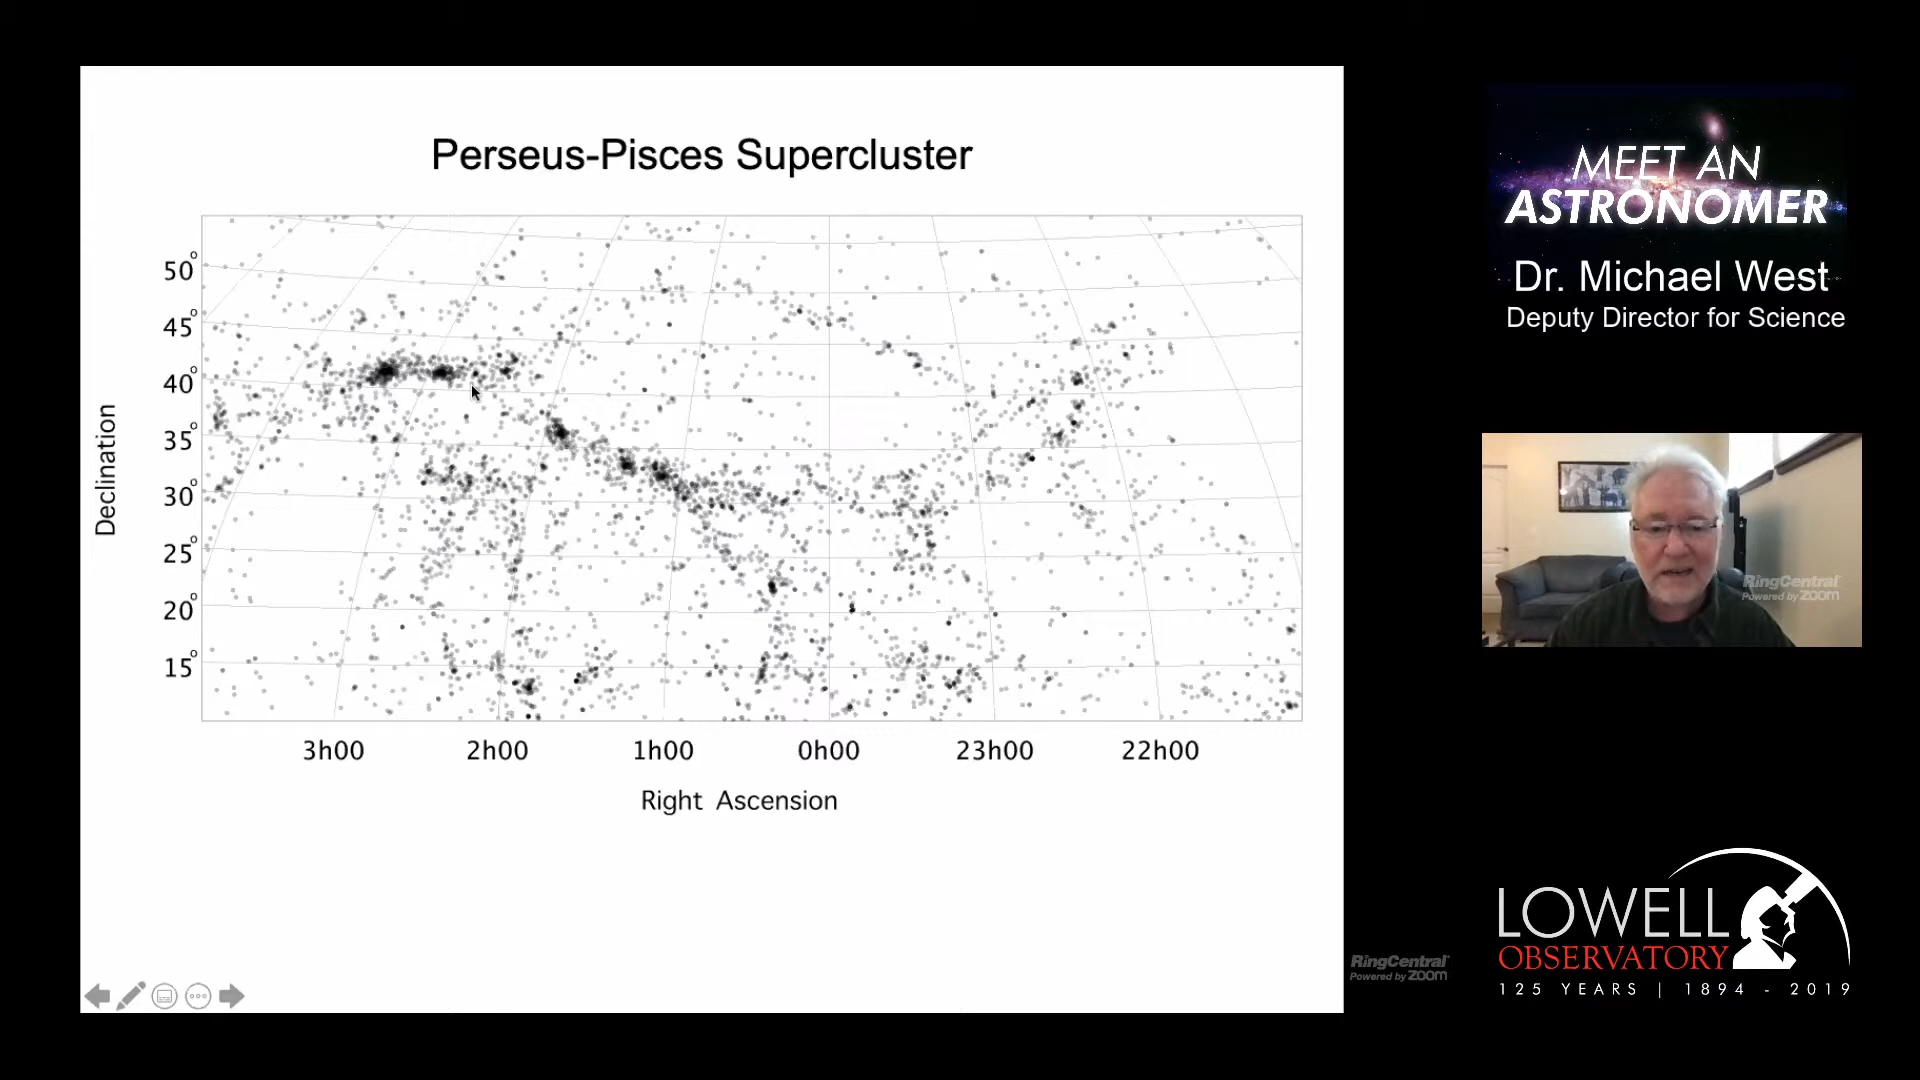 Perseus-Pisces Supercluster
50°
45°
40°
35°
30°
25°
20°
15°
Declination
3h00 2h00 1h00 0h00 23h00 22h00
Right Ascension
MEET AN
ASTRONOMER
Dr. Michael West
Deputy Director for Science
RingCentral
Powered by zoom
RingCentral
Powered by zoom
LOWELL
OBSERVATORY
125 YEARS | 1894 - 2019